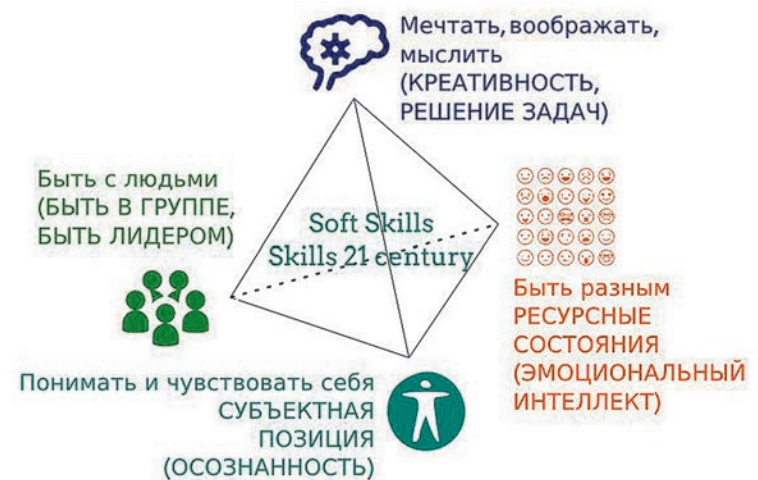 Мечтать, воображать,
мыслить
(КРЕАТИВНОСТЬ,
РЕШЕНИЕ ЗАДАЧ)
Быть с людьми
(БЫТЬ В ГРУППЕ,
БЫТЬ ЛИДЕРОМ)
Soft Skills
Skills 21 century
Быть разным
РЕСУРСНЫЕ
СОСТОЯНИЯ
(ЭМОЦИОНАЛЬНЫЙ
ИНТЕЛЛЕКТ)
Понимать и чувствовать себя
СУБЪЕКТНАЯ
ПОЗИЦИЯ
(ОСОЗНАННОСТЬ)